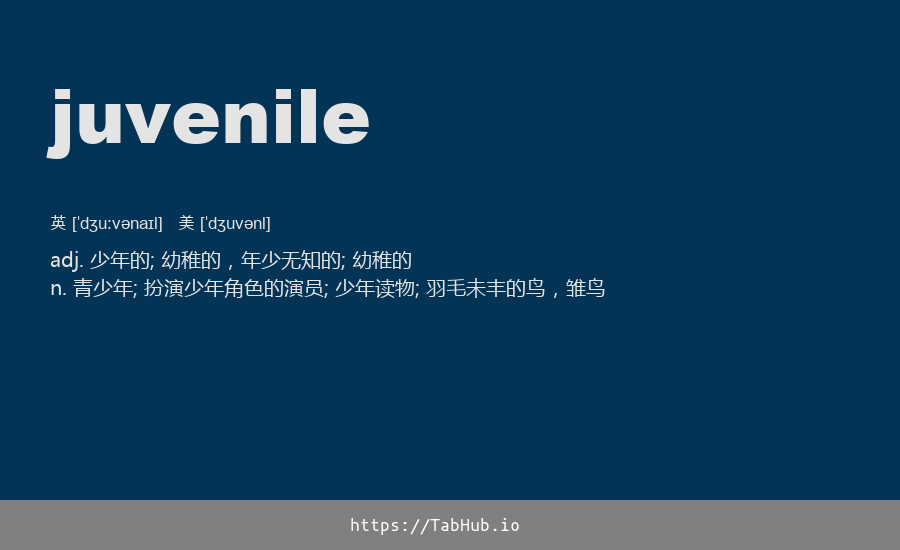 juvenile
英 [ˈdʒuːvənaɪl] 美 [ˈdʒuvənl]
adj. 少年的; 幼稚的，年少无知的; 幼稚的
n. 青少年; 扮演少年角色的演员; 少年读物; 羽毛未丰的鸟，雏鸟
https://TabHub.io